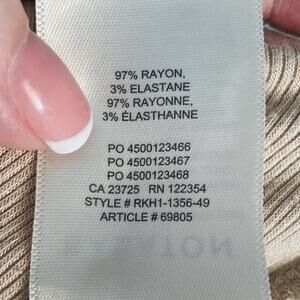 97% RAYON,
3% ELASTANE
97% RAYONNE,
3% ÉLASTHANNE
PO 4500123466
PO 4500123467
PO 4500123468
CA 23725 RN 122354
STYLE # RKH1-1356-49
ARTICLE # 69805